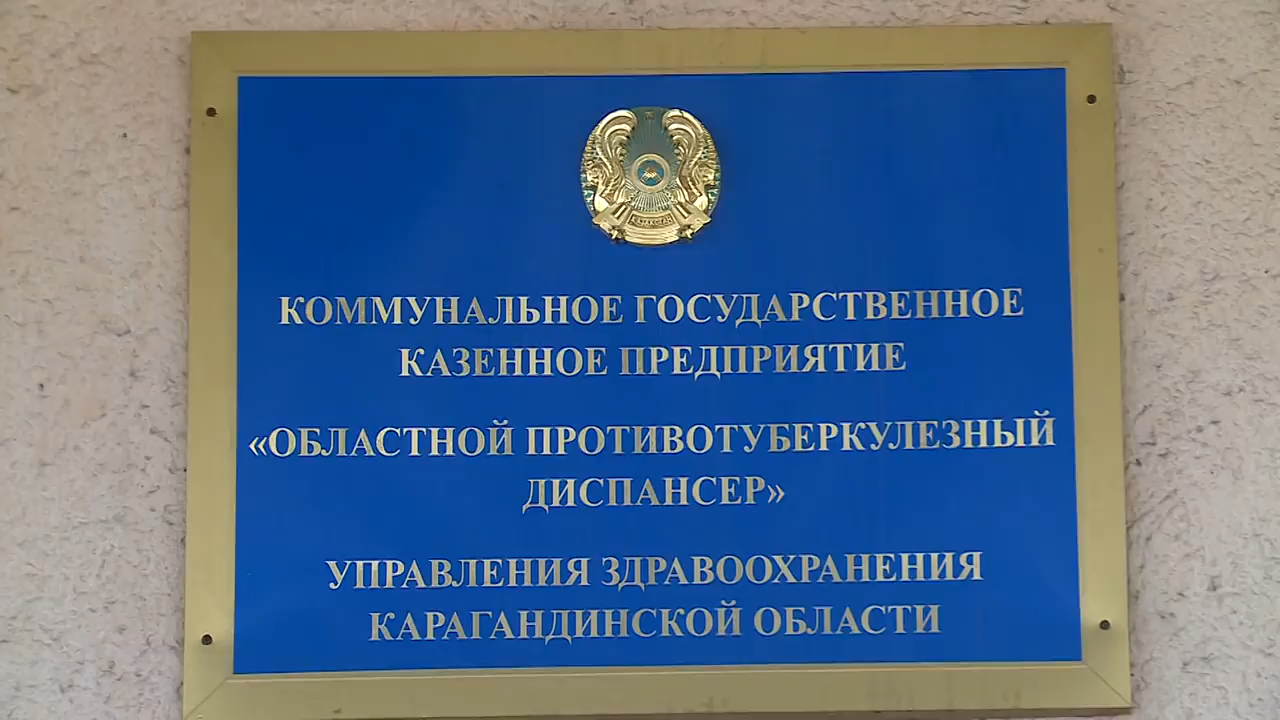 КОММУНАЛЬНОЕ ГОСУДАРСТВЕННОЕ
КАЗЕННОЕ ПРЕДПРИЯТИЕ
«ОБЛАСТНОЙ ПРОТИВОТУБЕРКУЛЕЗНЫЙ
ДИСПАНСЕР»
УПРАВЛЕНИЯ ЗДРАВООХРАНЕНИЯ
КАРАГАНДИНСКОЙ ОБЛАСТИ